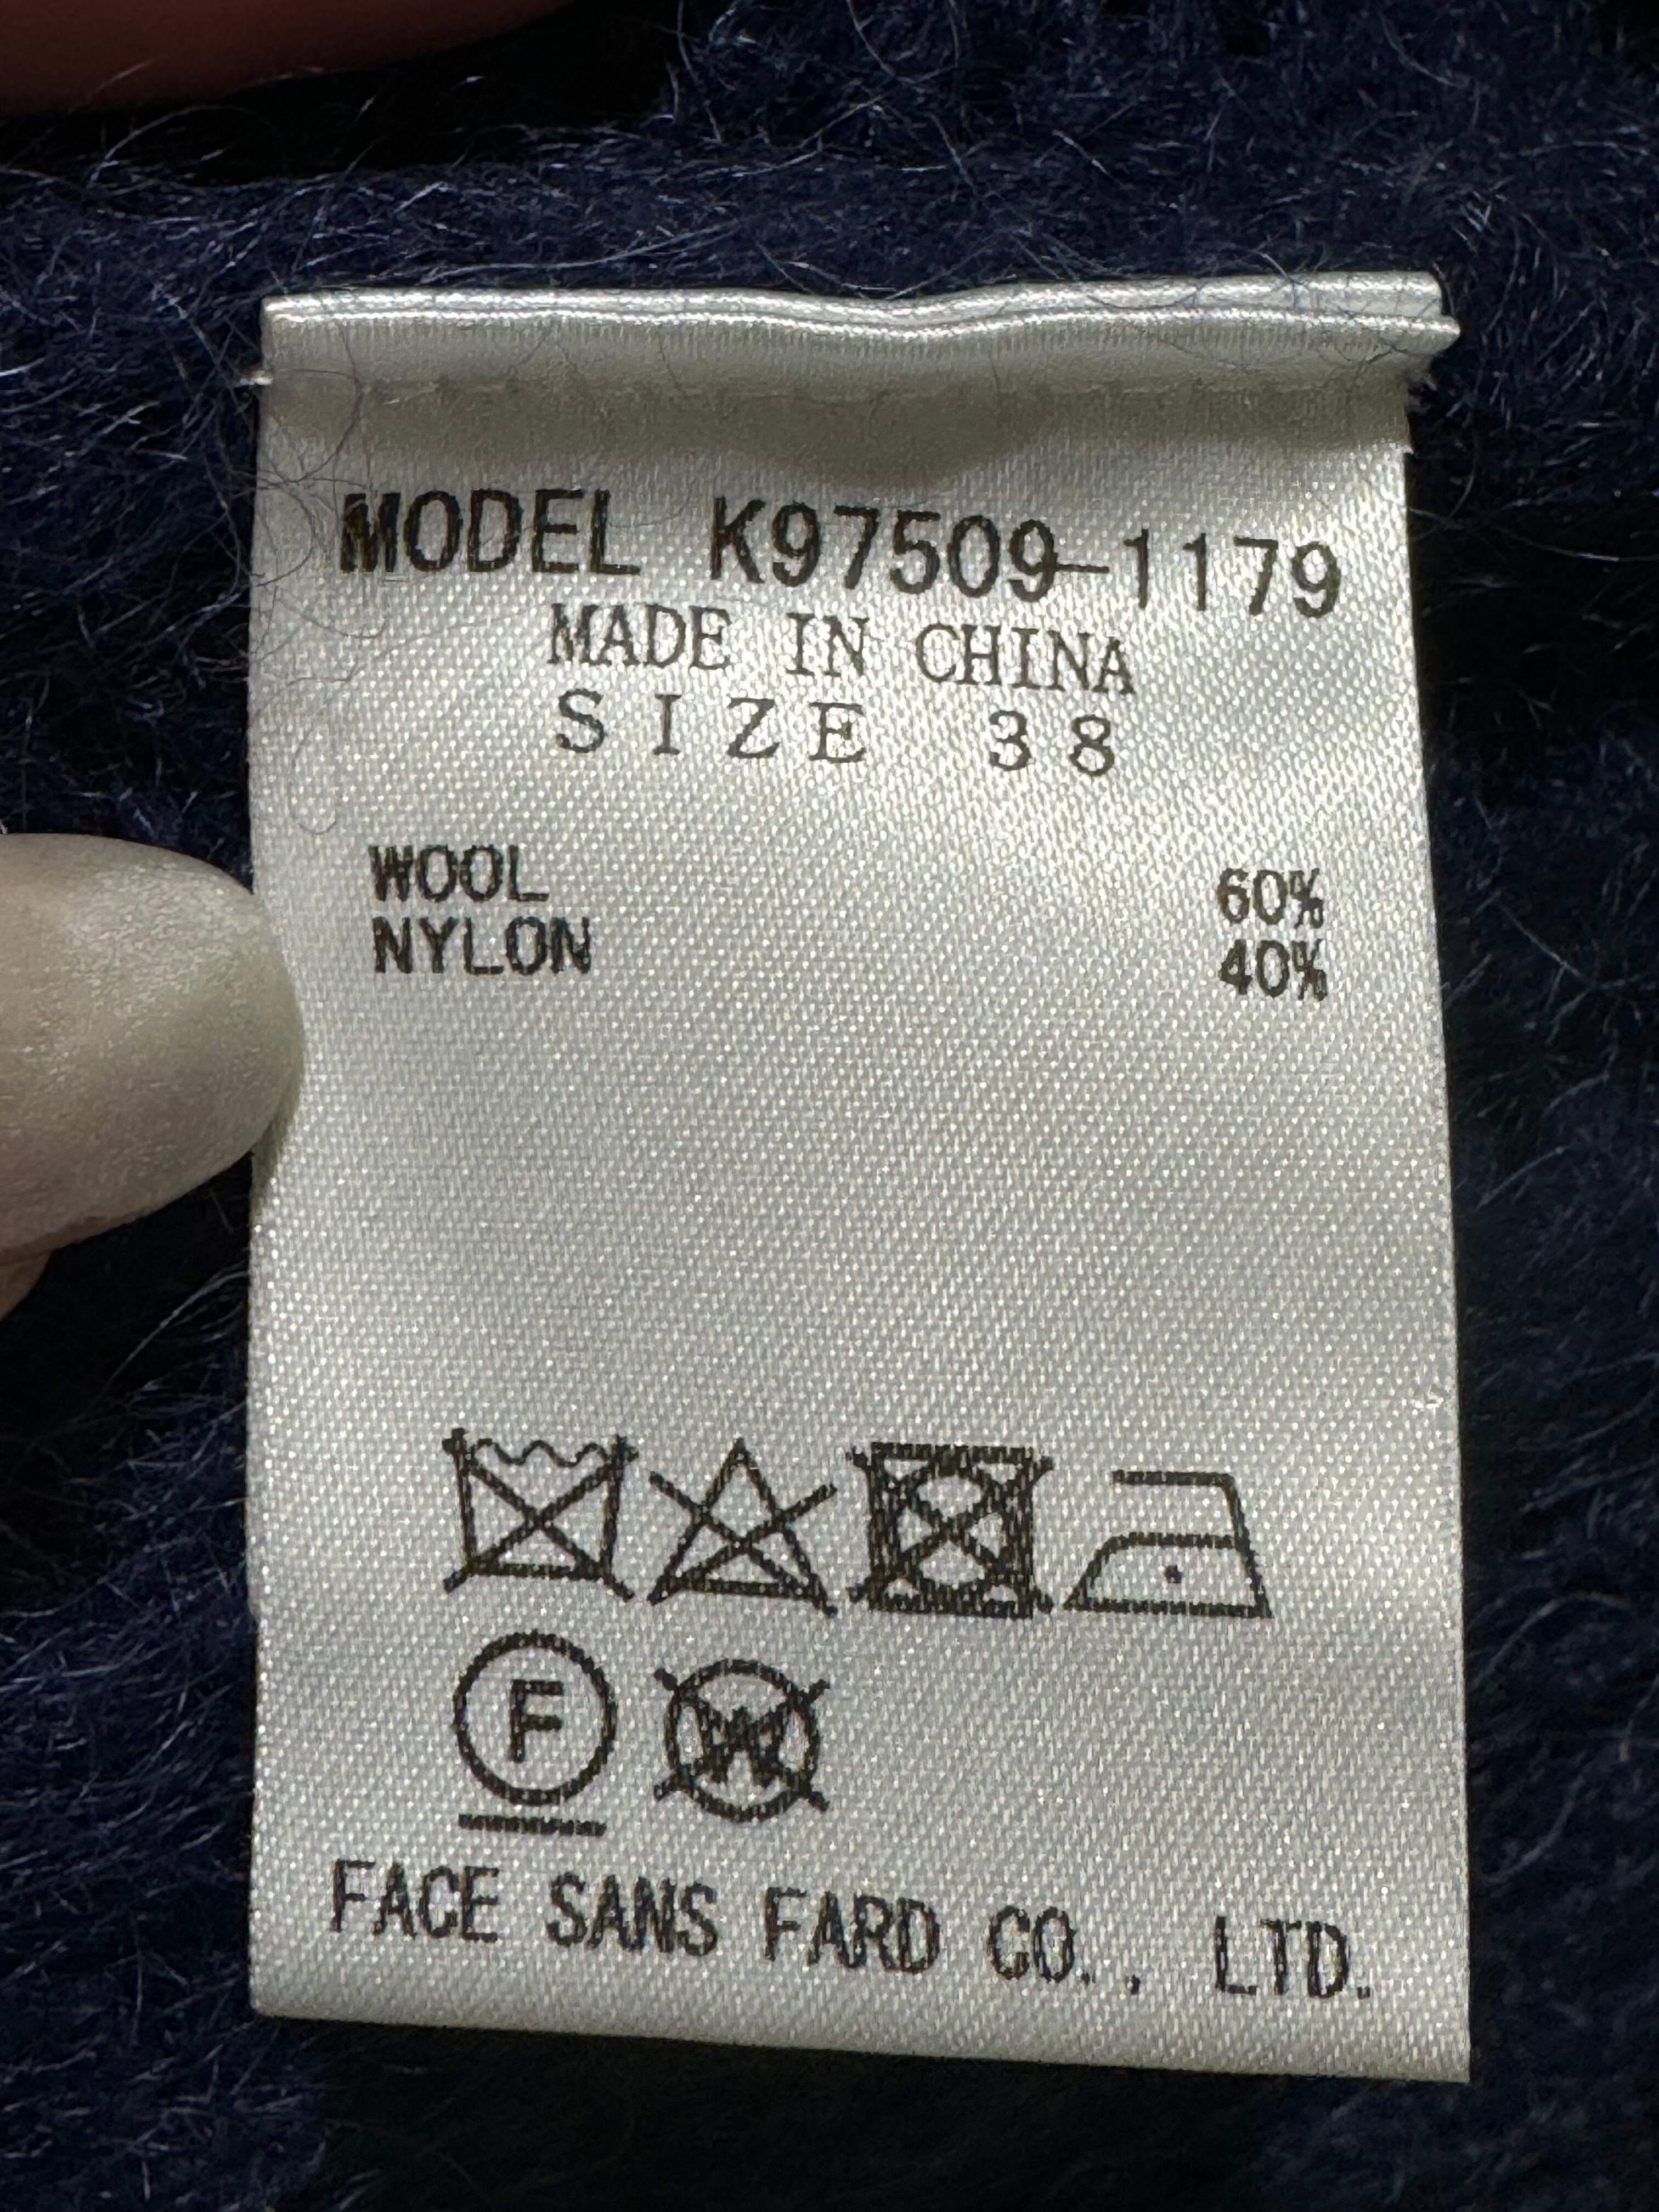 MODEL K97509-1179
MADE IN CHINA
SIZE 38
WOOL 60%
NYLON 40%
F W
FACE SANS FARD CO., LTD.